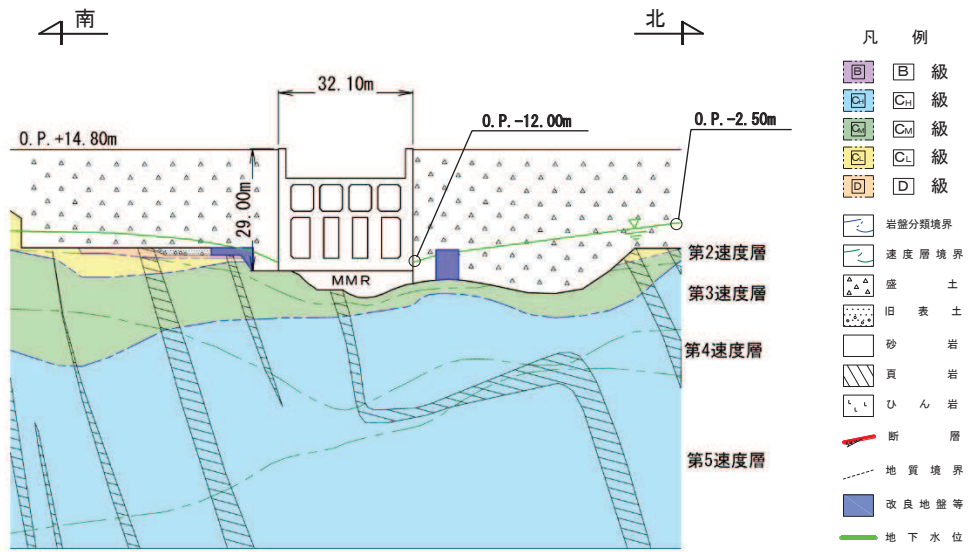 南
北
32.10m
O.P.+14.80m
O.P.-12.00m
O.P.-2.50m
29.00m
MMR
第2速度層
第3速度層
第4速度層
第5速度層
凡 例
B B 級
CH CH 級
CM CM 級
CL CL 級
D D 級
岩盤分類境界
速度層境界
盛 土
旧 表 土
砂 岩
頁 岩
ひ ん 岩
断 層
地 質 境 界
改 良 地 盤 等
地 下 水 位